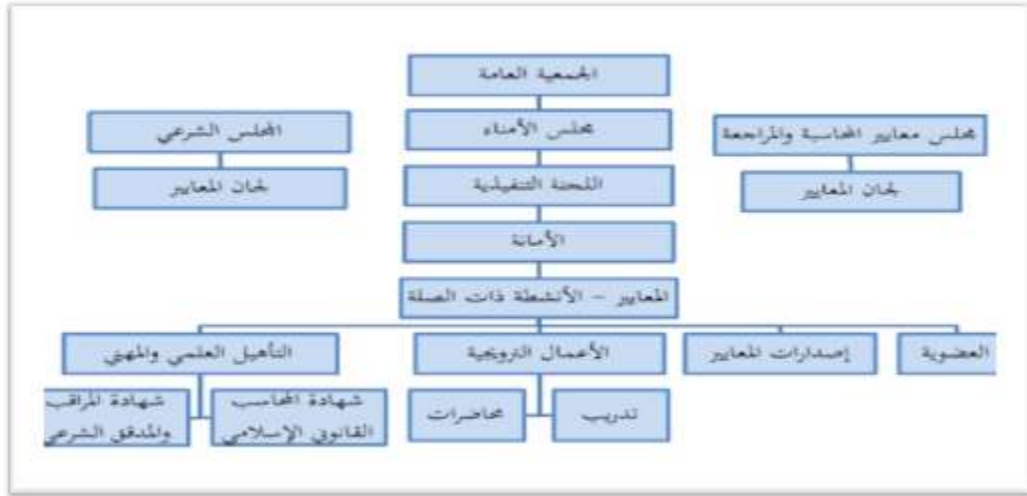 الجمعية العامة
مجلس معايير المحاسبة والمراجعة
مجلس الأمناء
المجلس الشرعي
لجان المعايير
اللجنة التنفيذية
لجان المعايير
الأمانة
المعايير – الأنشطة ذات الصلة
العضوية
إصدارات المعايير
الأعمال الترويجية
التأهيل العلمي والمهني
تدريب
محاضرات
شهادة المحاسب
القانوني الإسلامي
شهادة المراقب
والمدقق الشرعي